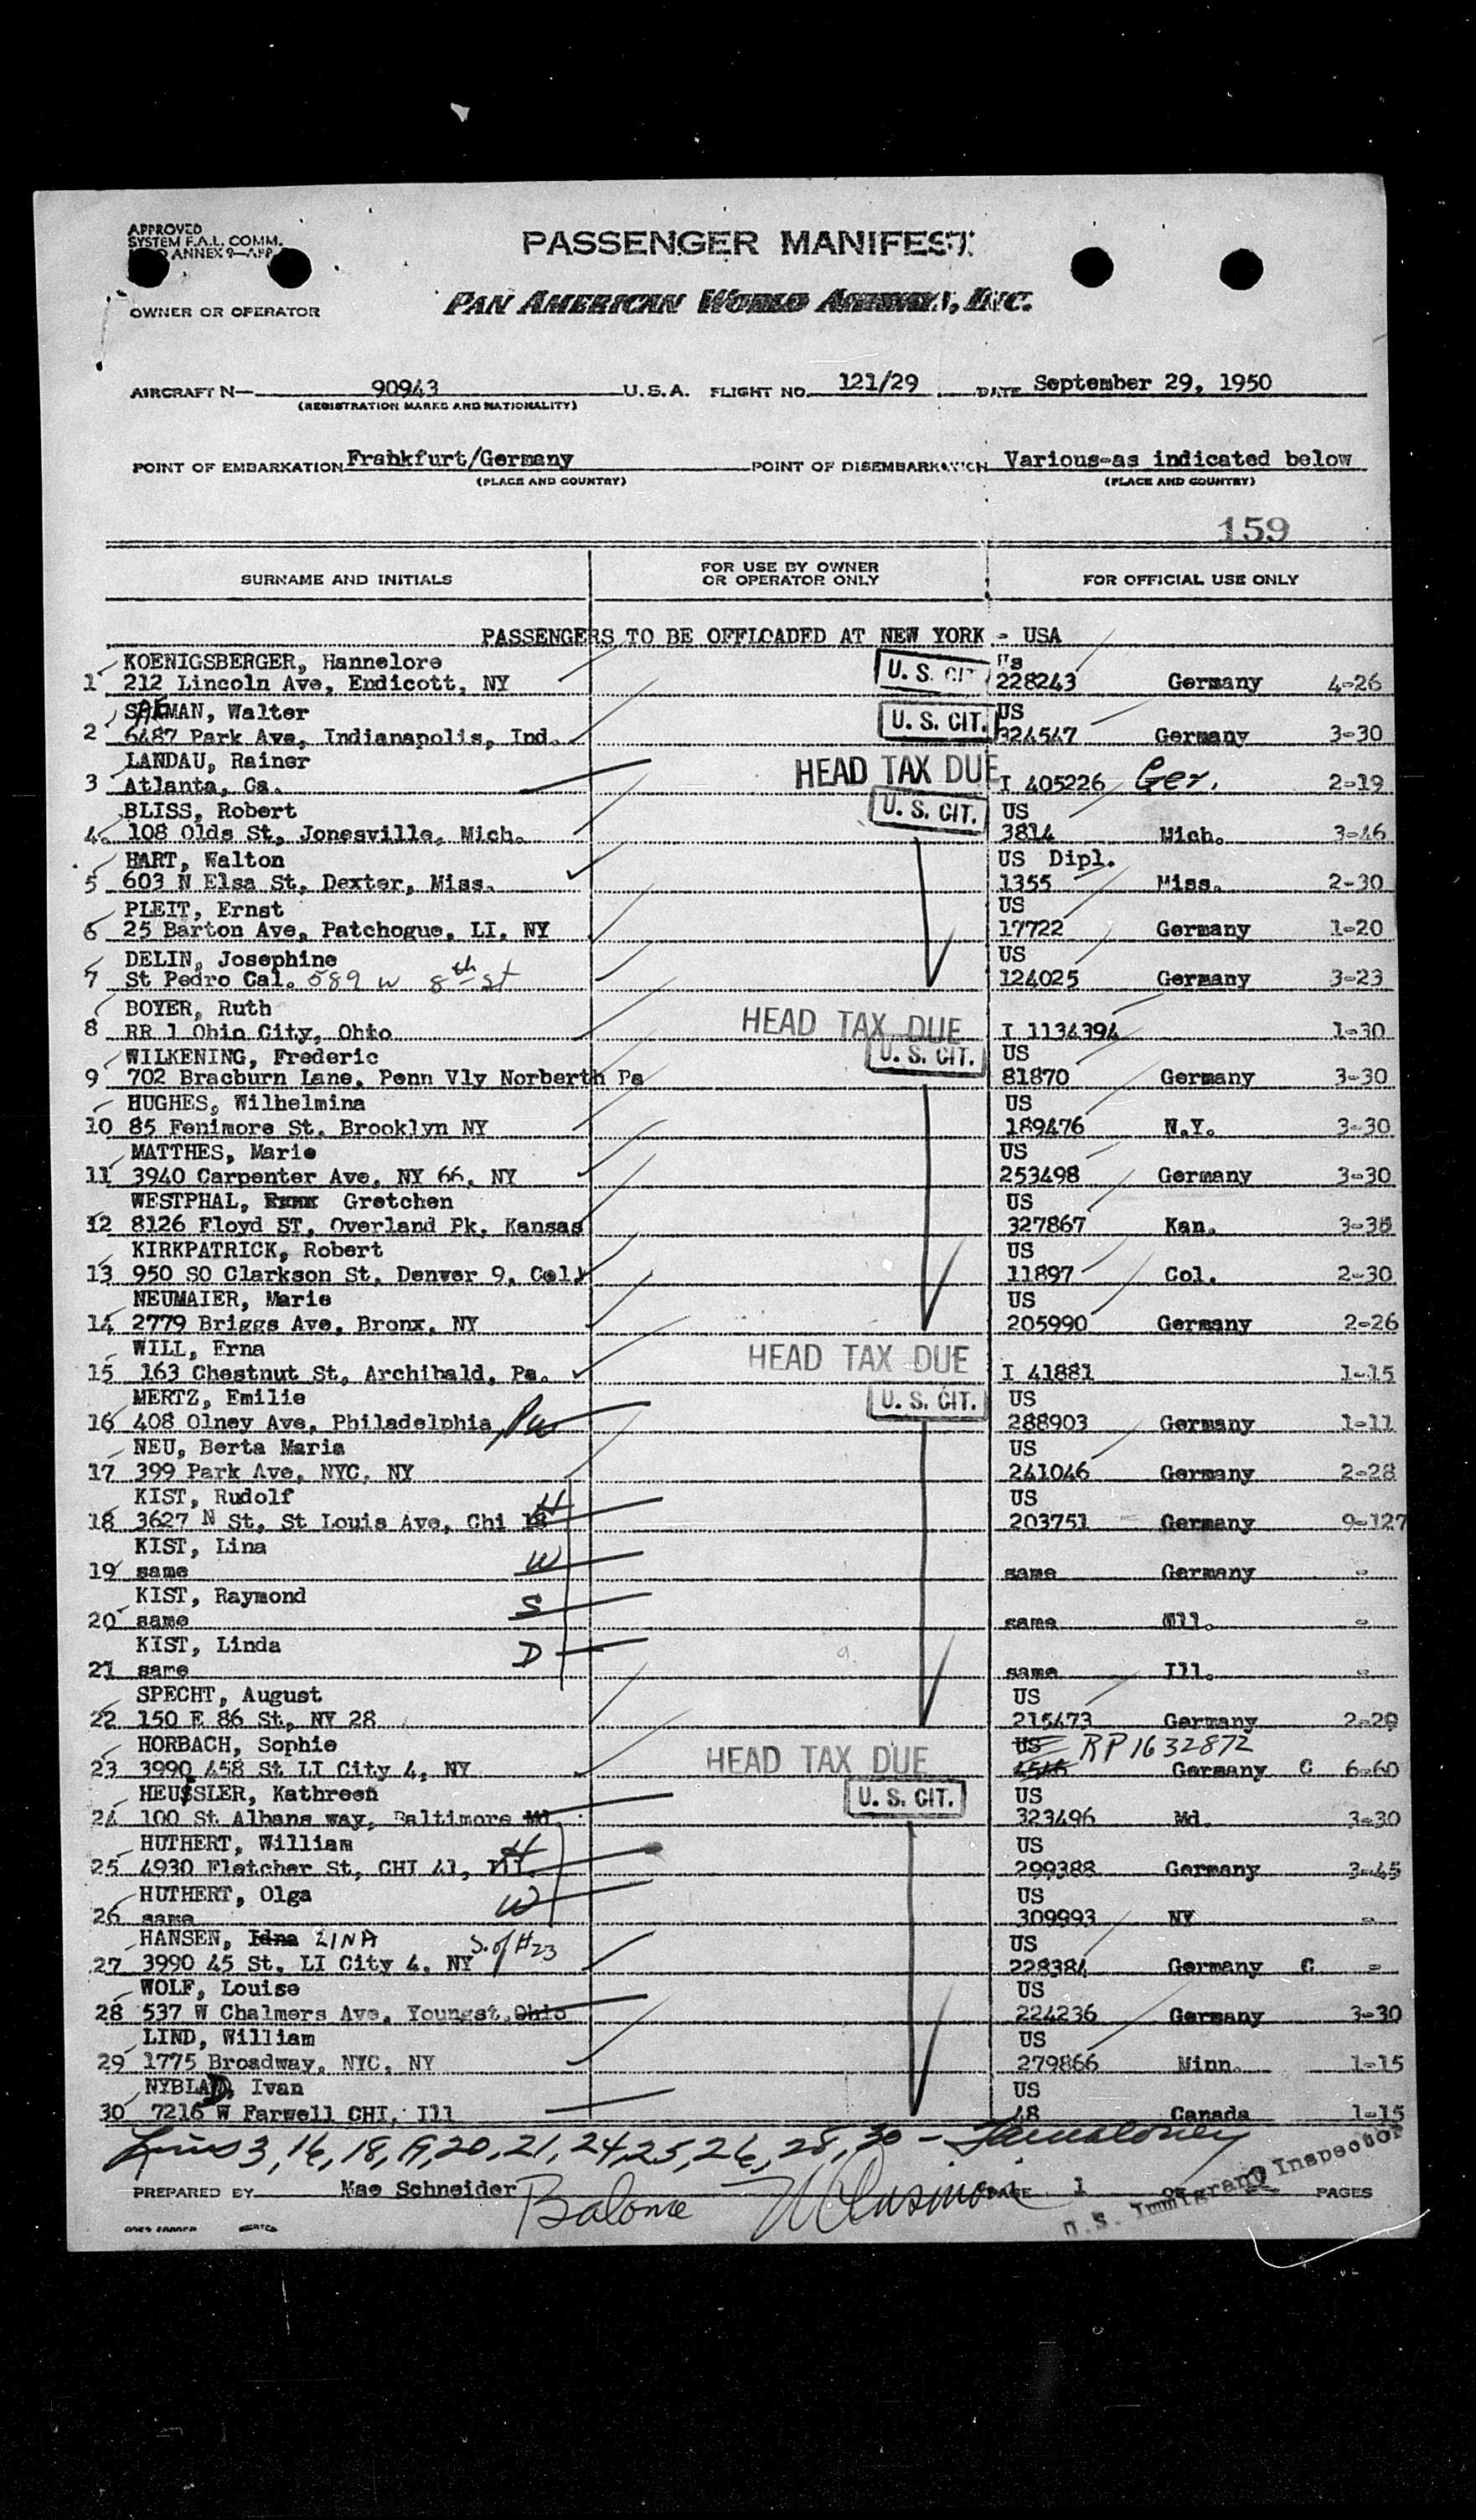 APPROVED
SYSTEM F.A.L. COMM.
ANNEX 9—APP.
PASSENGER MANIFEST
OWNER OR OPERATOR PAN AMERICAN WORLD AIRWAYS, INC.
AIRCRAFT N— 90943 U.S.A. FLIGHT NO. 121/29 DATE September 29, 1950
(REGISTRATION MARKS AND NATIONALITY)
POINT OF EMBARKATION Frahkfurt/Germany POINT OF DISEMBARKATION Various-as indicated below
(PLACE AND COUNTRY) (PLACE AND COUNTRY)
159
SURNAME AND INITIALS FOR USE BY OWNER OR OPERATOR ONLY FOR OFFICIAL USE ONLY
PASSENGERS TO BE OFFLOADED AT NEW YORK - USA
KOENIGSBERGER, Hannelore U.S. CIT. US
1 212 Lincoln Ave, Endicott, NY 228243 Germany 4-26
SAKMAN, Walter U.S. CIT. US
2 6487 Park Ave, Indianapolis, Ind. 324547 Germany 3-30
LANDAU, Rainer HEAD TAX DUE
3 Atlanta, Ga. I 405226 Ger. 2-19
BLISS, Robert U.S. CIT. US
4 108 Olds St, Jonesville, Mich. 3814 Mich. 3-46
HART, Walton US Dipl.
5 603 N Elsa St, Dexter, Miss. 1355 Miss. 2-30
PLEIT, Ernst US
6 25 Barton Ave, Patchogue, LI, NY 17722 Germany 1-20
DELIN, Josephine US
7 St Pedro Cal. 589 W 8th St 124025 Germany 3-23
BOYER, Ruth HEAD TAX DUE
8 RR 1 Ohio City, Ohto I 1134394 1-30
WILKENING, Frederic U.S. CIT. US
9 702 Bracburn Lane, Penn Vly Norberth Pa 81870 Germany 3-30
HUGHES, Wilhelmina US
10 85 Fenimore St. Brooklyn NY 189476 N.Y. 3-30
MATTHES, Marie US
11 3940 Carpenter Ave, NY 66, NY 253498 Germany 3-30
WESTPHAL, Gretchen US
12 8126 Floyd ST, Overland Pk, Kansas 327867 Kan.
KIRKPATRICK, Robert US
13 950 SO Clarkson St, Denver 9, Col. 11897 Col. 2-30
NEUMAIER, Marie US
14 2779 Briggs Ave, Bronx, NY 205990 Germany 2-26
WILL, Erna HEAD TAX DUE
15 163 Chestnut St, Archibald, Pa. I 41881 1-15
MERTZ, Emilie U.S. CIT. US
16 408 Olney Ave, Philadelphia, Pa 288903 Germany 1-11
NEU, Berta Maria US
17 399 Park Ave, NYC, NY 241046 Germany 2-28
KIST, Rudolf H US
18 3627 N St, St Louis Ave, Chi 18 203751 Germany 9-127
KIST, Lina
19 same W same Germany -
KIST, Raymond
20 same S same Ill. -
KIST, Linda
21 same D same Ill. -
SPECHT, August US
22 150 E 86 St, NY 28 215473 Germany 2-20
HORBACH, Sophie HEAD TAX DUE US RP1632872
23 3990 458 St LI City 4, NY Germany C 6-60
HEUSSLER, Kathreen U.S. CIT. US
24 100 St Albans way, Baltimore Md. 323496 Md. 3-30
HUTHERT, William H US
25 4930 Fletcher St, CHI 41, Ill. 299388 Germany 3-45
HUTHERT, Olga W US
26 same 309993 NY -
HANSEN, Idna LINA S. of #23 US
27 3990 45 St, LI City 4, NY 228384 Germany C -
WOLF, Louise US
28 537 W Chalmers Ave, Youngst.Ohio 224236 Germany 3-30
LIND, William US
29 1775 Broadway, NYC, NY 279866 Minn. 1-15
NYBLAD, Ivan US
30 7216 W Farwell CHI, Ill 48 Canada 1-15
Lines 3, 16, 18, 19, 20, 21, 24, 25, 26, 28, 30 -
PREPARED BY Mae Schneider PAGE 1 OF 2 PAGES
U.S. Immigrant Inspector